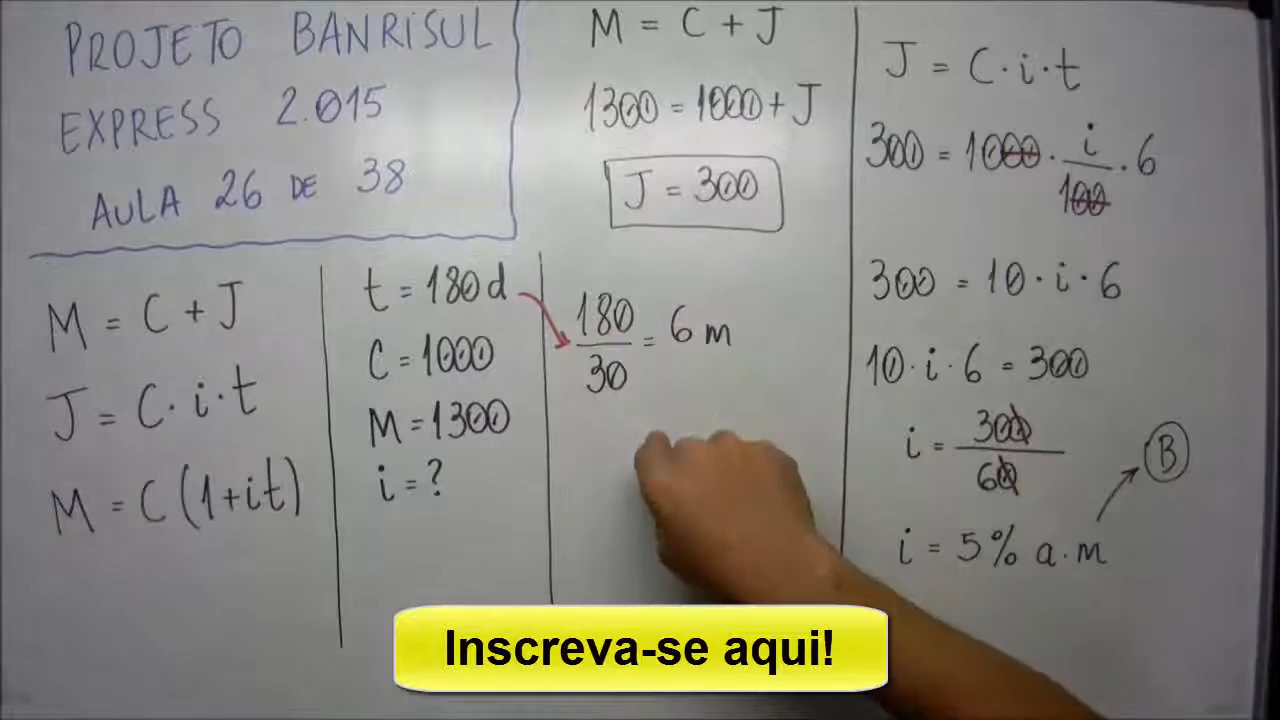 PROJETO BANRISUL
EXPRESS 2.015
AULA 26 DE 38
M = C + J
J = C · i · t
M = C (1+it)
t = 180 d
C = 1000
M = 1300
i = ?
M = C + J
1300 = 1000 + J
J = 300
180/30 = 6 m
J = C · i · t
300 = 1000 · i/100 · 6
300 = 10 · i · 6
10 · i · 6 = 300
i = 300/60
B
i = 5% a.m
Inscreva-se aqui!